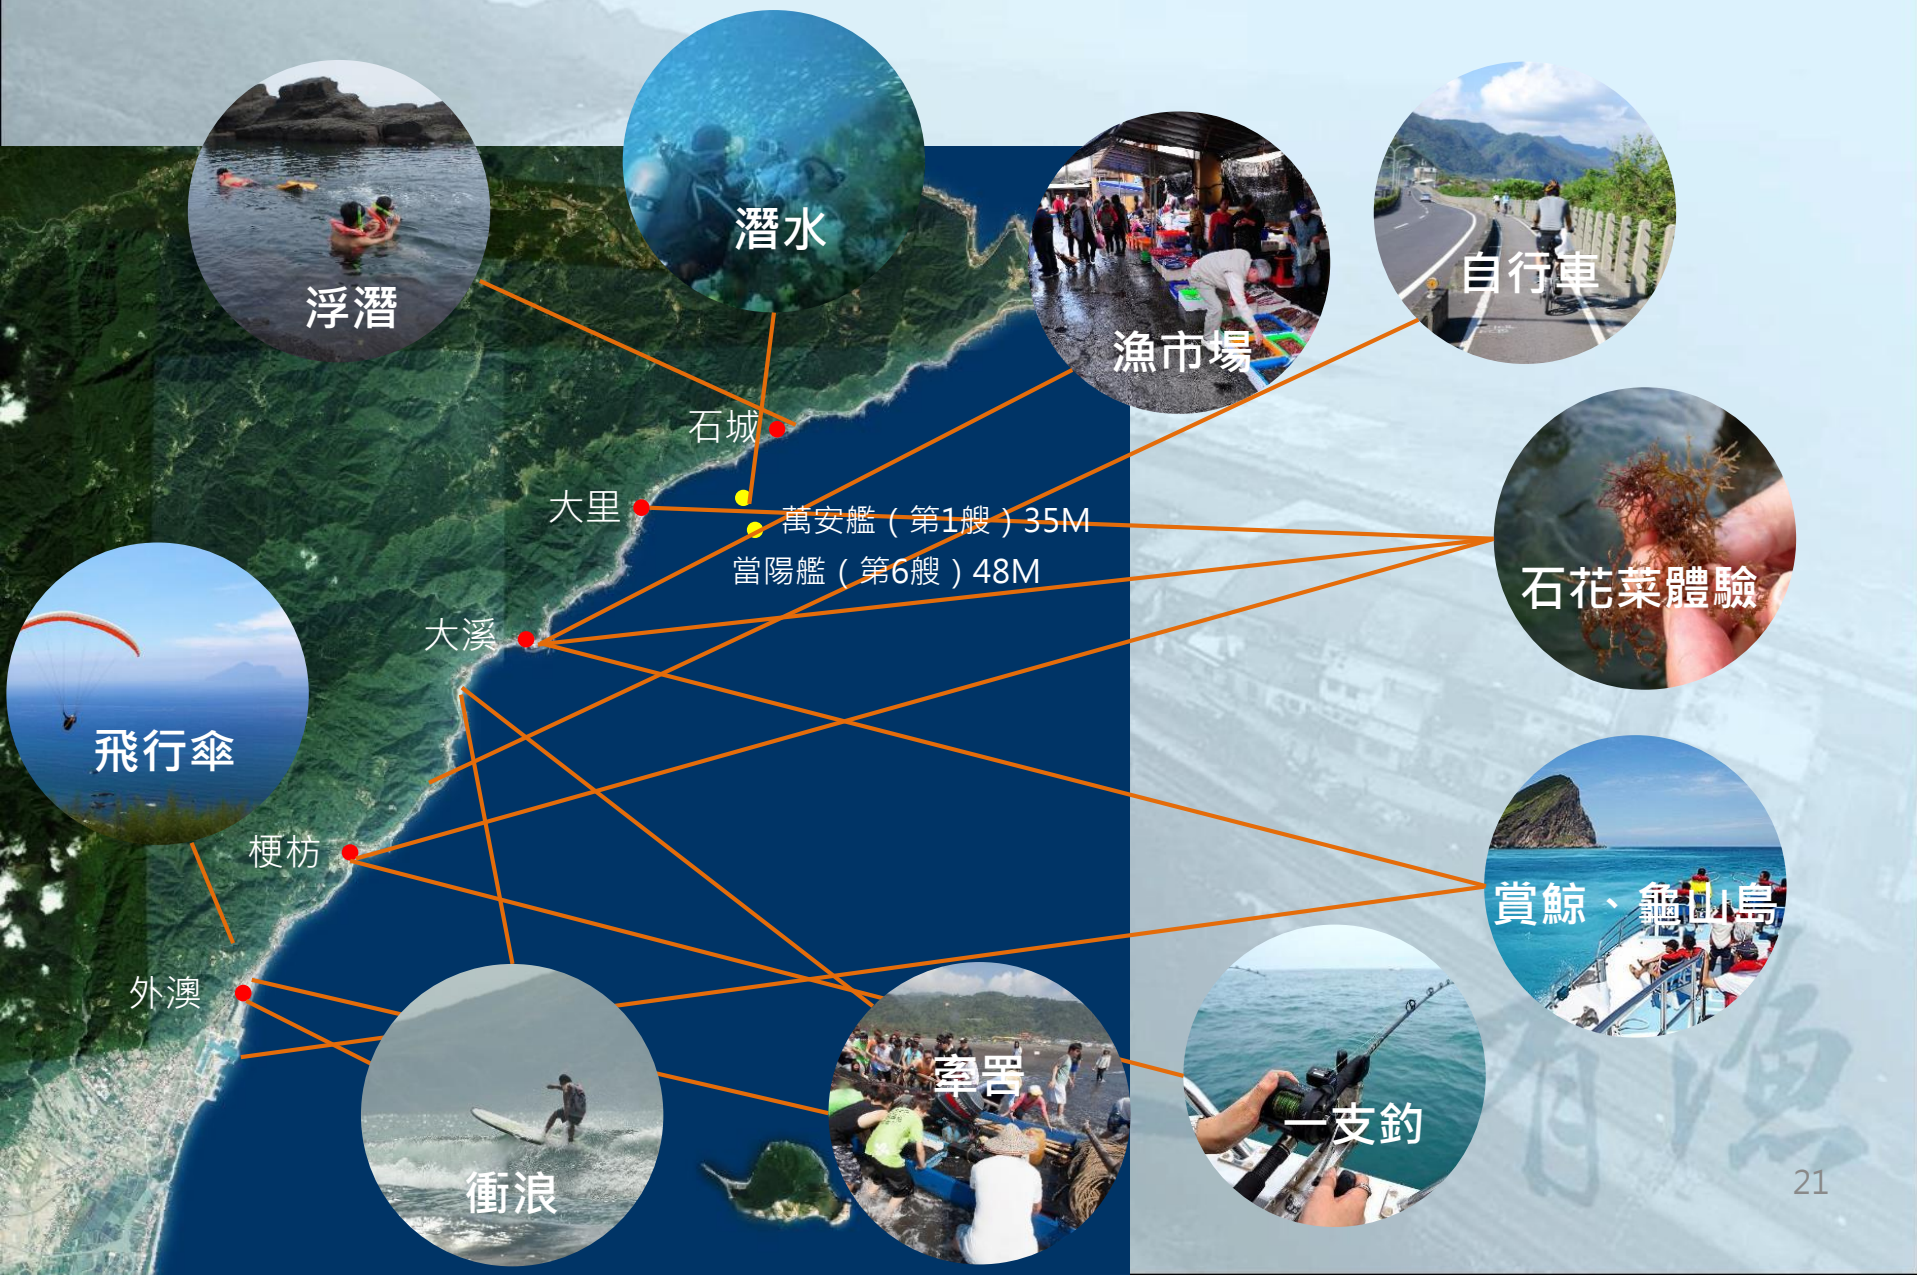 潛水
自行車
浮潛
漁市場
石城
大里
萬安艦（第1艘）35M
當陽艦（第6艘）48M
石花菜體驗
大溪
飛行傘
梗枋
賞鯨、龜山島
外澳
牽罟
一支釣
衝浪
有漁
21